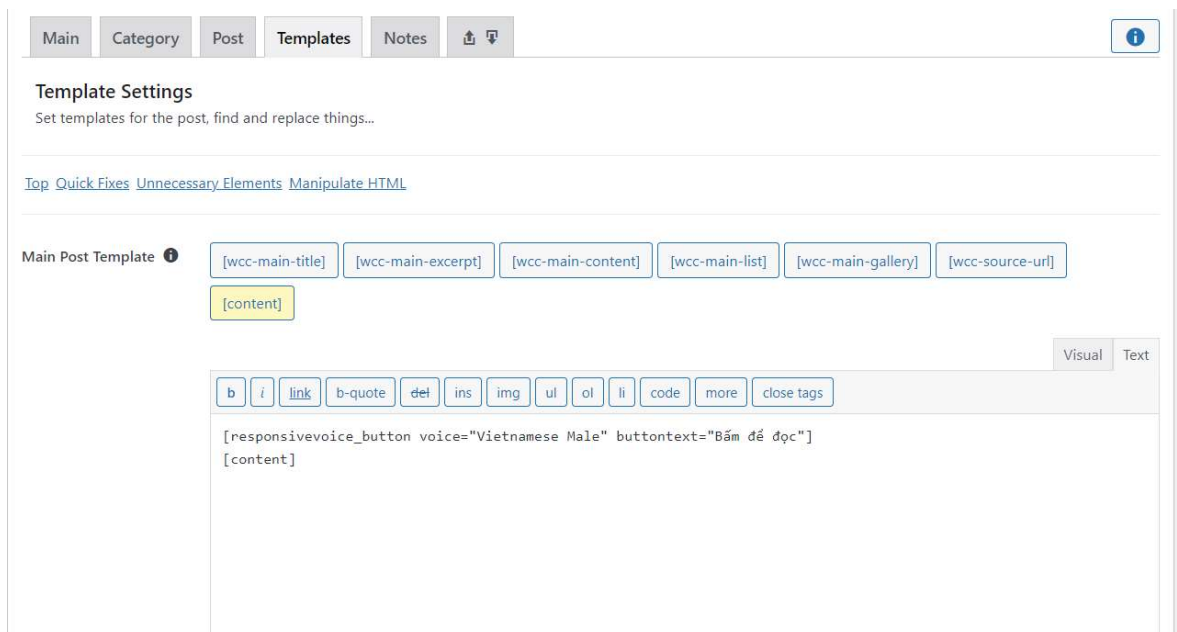 Main Category Post Templates Notes
Template Settings
Set templates for the post, find and replace things...
Top Quick Fixes Unnecessary Elements Manipulate HTML
Main Post Template
[wcc-main-title] [wcc-main-excerpt] [wcc-main-content] [wcc-main-list] [wcc-main-gallery] [wcc-source-url]
[content]
Visual Text
b i link b-quote del ins img ul ol li code more close tags
[responsivevoice_button voice="Vietnamese Male" buttontext="Bấm để đọc"]
[content]